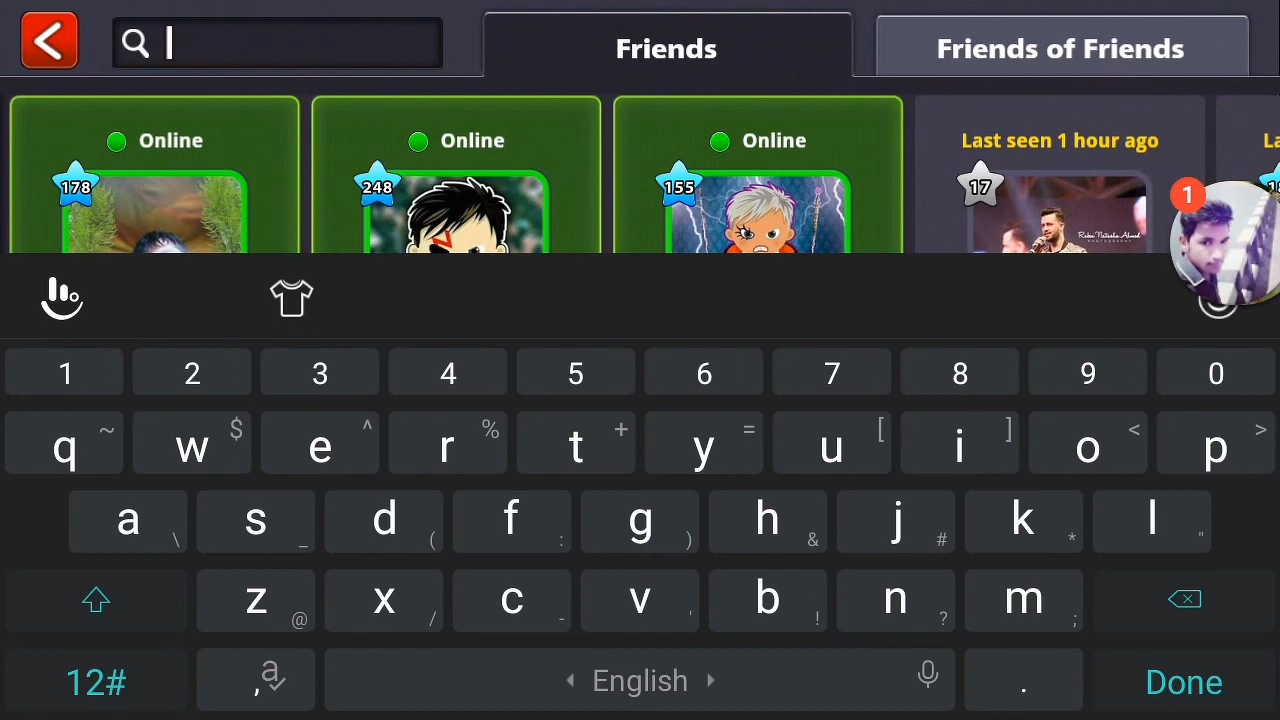 Friends
Friends of Friends
Online
Online
Online
Last seen 1 hour ago
La
178
248
155
17
1
1 2 3 4 5 6 7 8 9 0
~ $ ^ % + = [ ] < >
q w e r t y u i o p
a s d f g h j k l
\ _ ( : ) & # * "
z x c v b n m
@ / - ' ! ? ;
12# , a English . Done